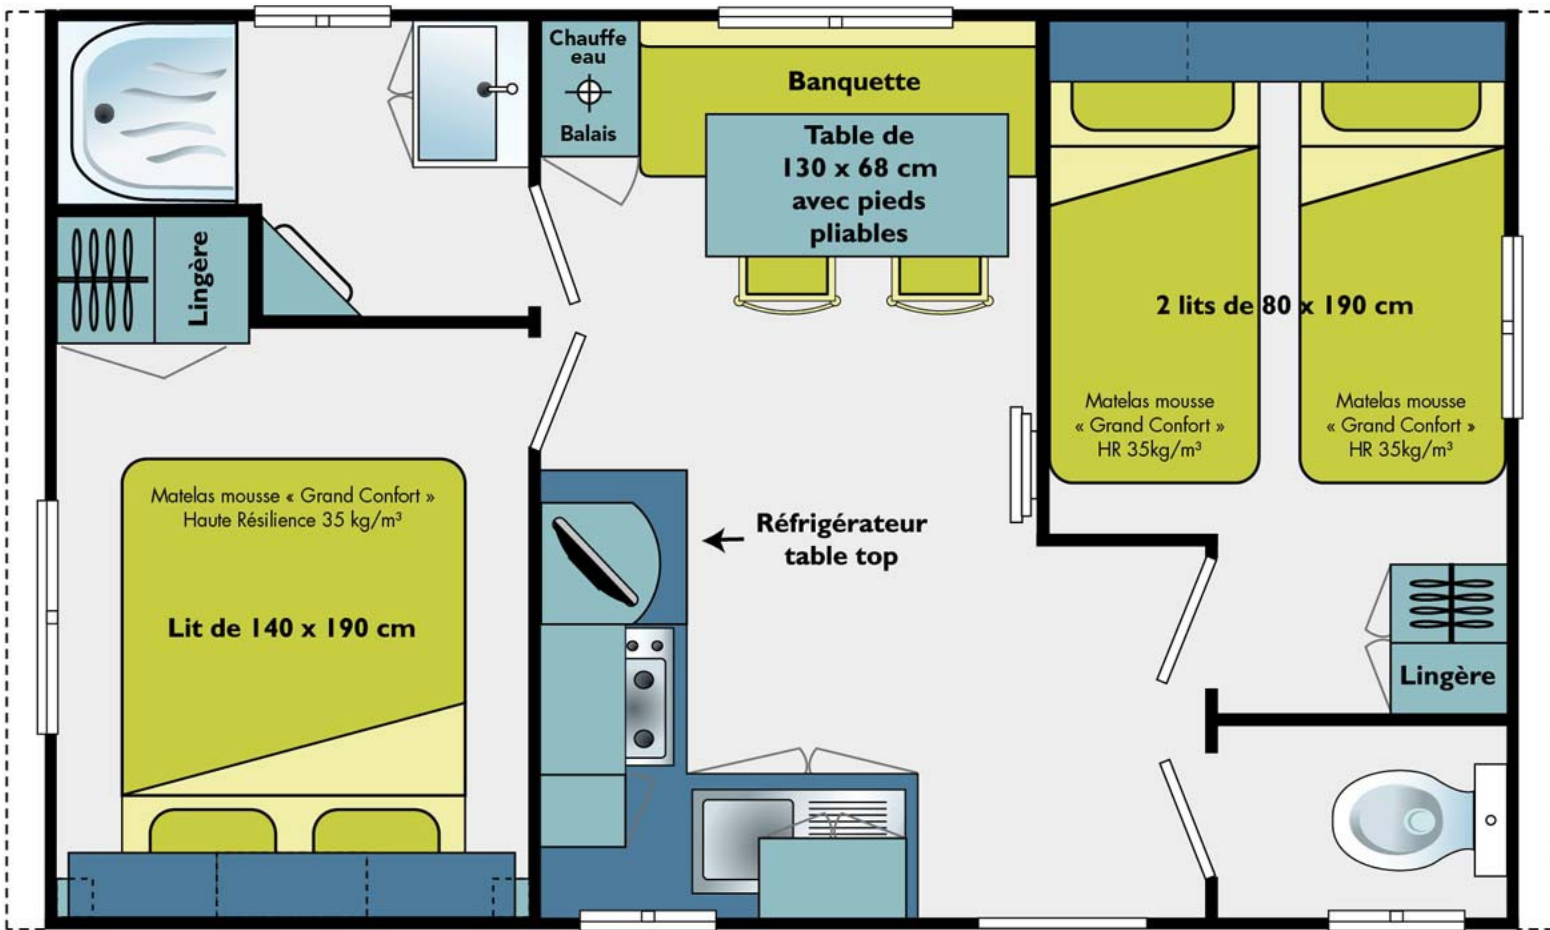 Chauffe
eau
Balais
Banquette
Table de
130 x 68 cm
avec pieds
pliables
Lingère
2 lits de 80 x 190 cm
Matelas mousse
« Grand Confort »
HR 35kg/m³
Matelas mousse
« Grand Confort »
HR 35kg/m³
Matelas mousse « Grand Confort »
Haute Résilience 35 kg/m³
Lit de 140 x 190 cm
Réfrigérateur
table top
Lingère